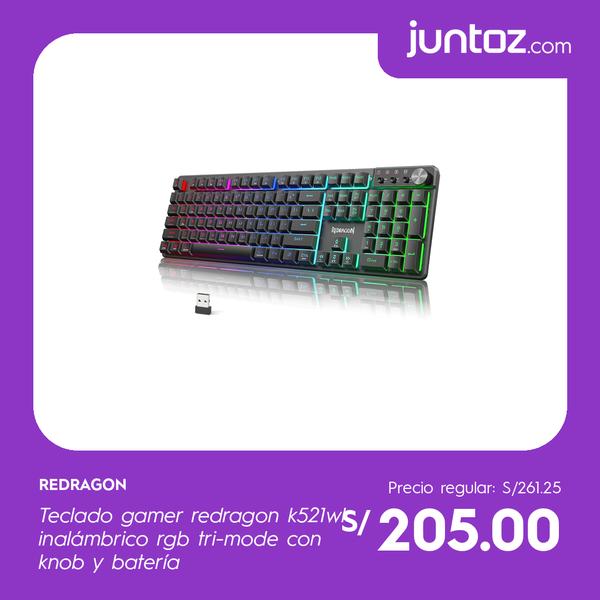 juntoz.com
REDRAGON
REDRAGON
Precio regular: S/261.25
Teclado gamer redragon k521wl
inalámbrico rgb tri-mode con
knob y batería
S/ 205.00